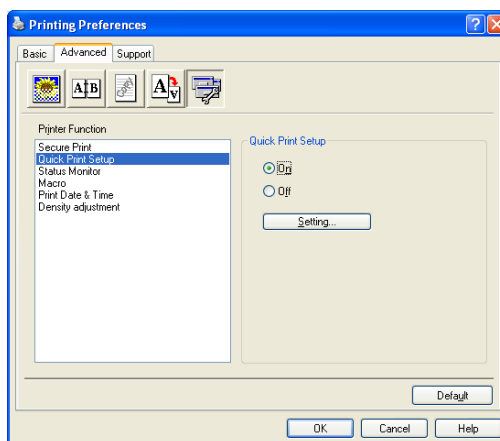 Printing Preferences
Basic
Advanced
Support
A B
A A
Printer Function
Secure Print
Quick Print Setup
Status Monitor
Macro
Print Date & Time
Density adjustment
Quick Print Setup
On
Off
Setting...
Default
OK
Cancel
Help